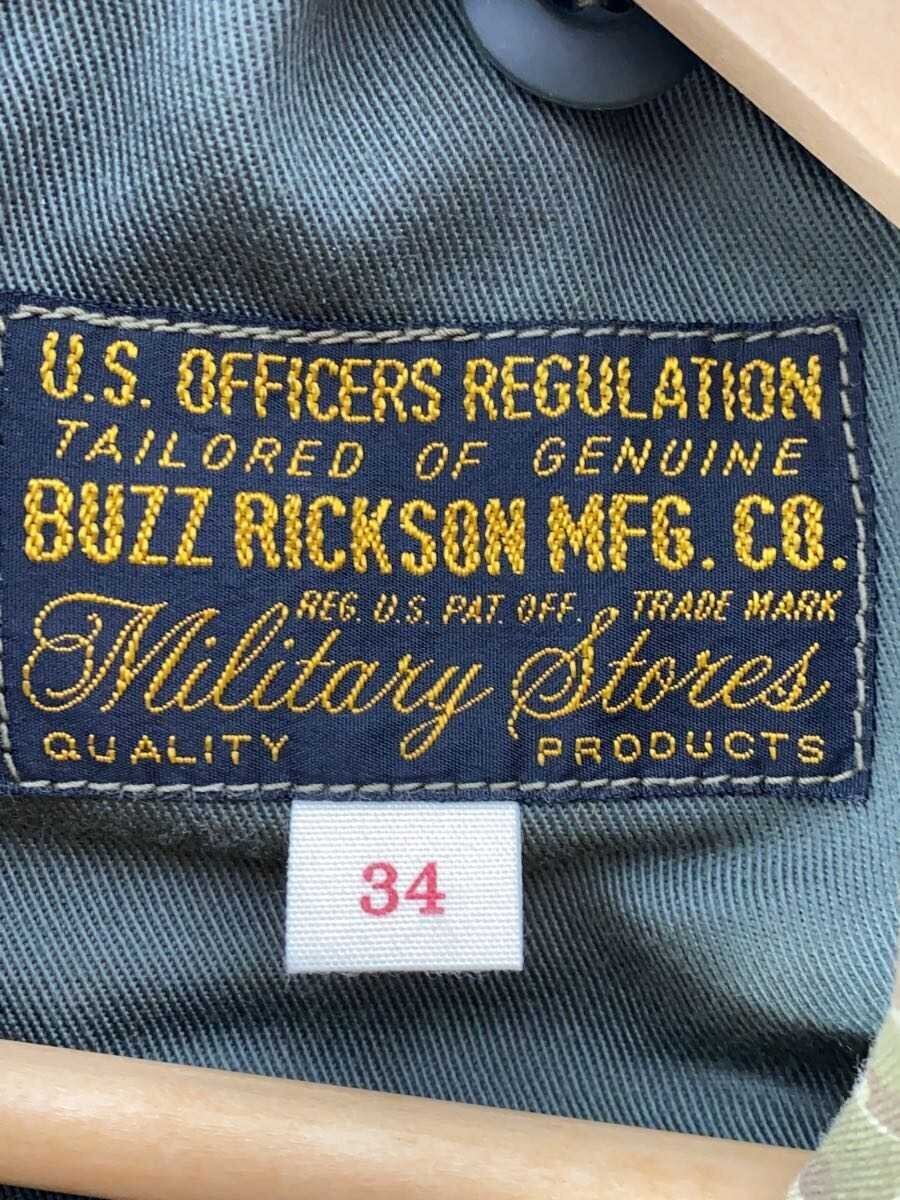 U.S. OFFICERS REGULATION
TAILORED OF GENUINE
BUZZ RICKSON MFG. CO.
REG. U.S. PAT. OFF. TRADE MARK
Military Stores
QUALITY PRODUCTS
34